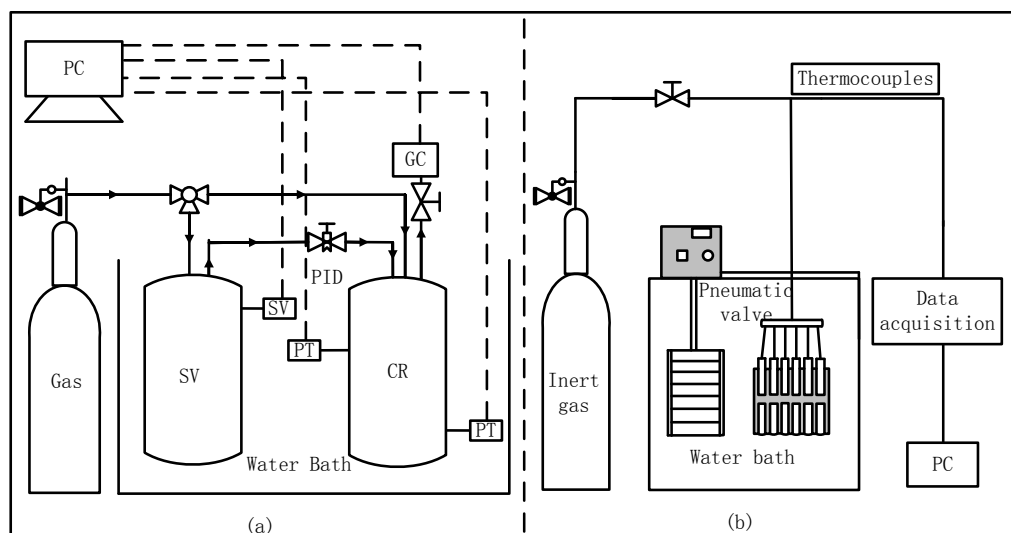 PC
GC
PID
SV
PT
Gas
SV
CR
PT
Water Bath
(a)
Thermocouples
Pneumatic
valve
Data
acquisition
Inert
gas
Water bath
PC
(b)